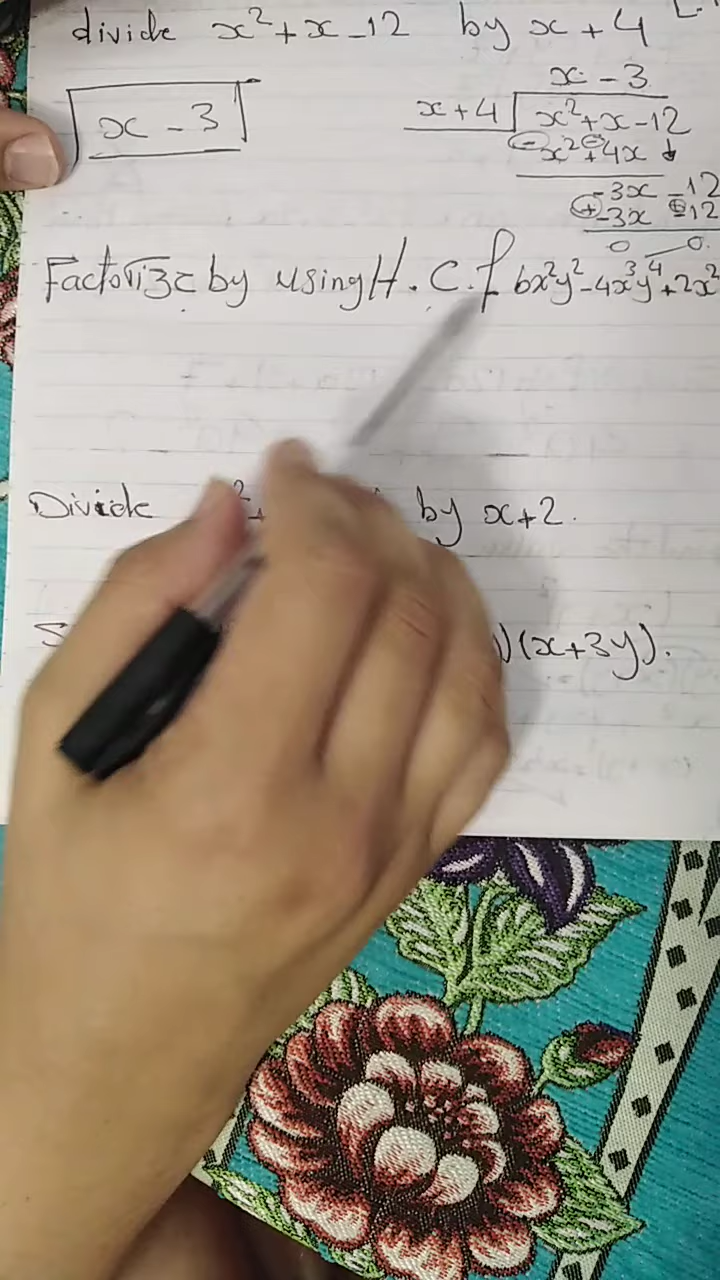 divide x² + x - 12 by x + 4
x - 3
x + 4 x² + x - 12
x - 3
x² + 4x ↓
-3x - 12
-3x - 12
0 0
Factorize by using H.C.f 6x²y² - 4x³y⁴ + 2x²
Divide by x+2.
(x+3y).